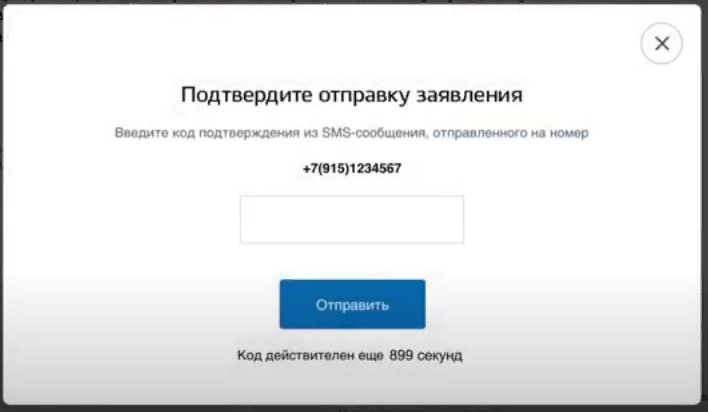 Подтвердите отправку заявления
Введите код подтверждения из SMS-сообщения, отправленного на номер
+7(915)1234567
Отправить
Код действителен еще 899 секунд